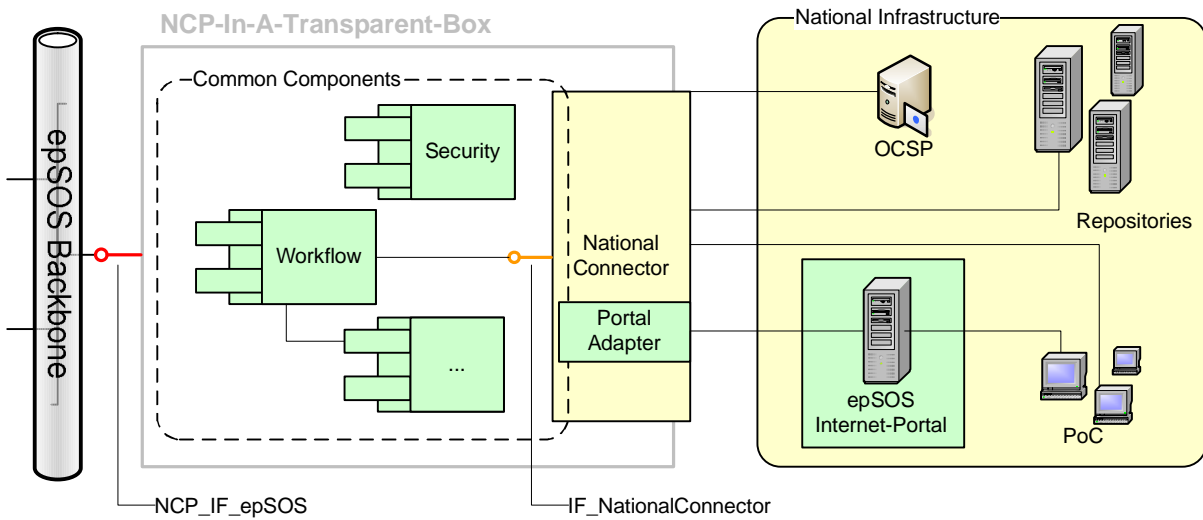 NCP-In-A-Transparent-Box
National Infrastructure
Common Components
epSOS Backbone
Security
OCSP
Repositories
Workflow
National
Connector
Portal
Adapter
...
epSOS
Internet-Portal
PoC
NCP_IF_epSOS
IF_NationalConnector